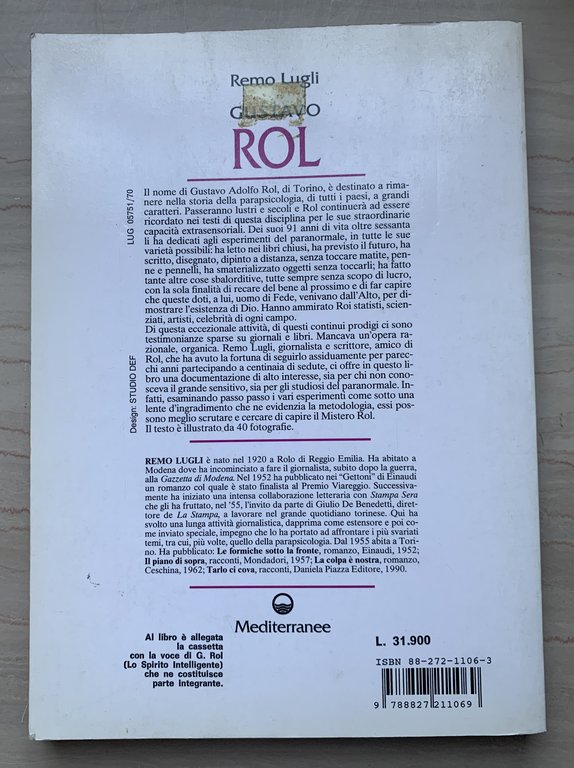 Remo Lugli
GUSTAVO
ROL
Il nome di Gustavo Adolfo Rol, di Torino, è destinato a rima-
nere nella storia della parapsicologia, di tutti i paesi, a grandi
caratteri. Passeranno lustri e secoli e Rol continuerà ad essere
ricordato nei testi di questa disciplina per le sue straordinarie
capacità extrasensoriali. Dei suoi 91 anni di vita oltre sessanta
li ha dedicati agli esperimenti del paranormale, in tutte le sue
varietà possibili: ha letto nei libri chiusi, ha previsto il futuro, ha
scritto, disegnato, dipinto a distanza, senza toccare matite, pen-
ne e pennelli, ha smaterializzato oggetti senza toccarli; ha fatto
tante altre cose sbalorditive, tutte sempre senza scopo di lucro,
con la sola finalità di recare del bene al prossimo e di far capire
che queste doti, a lui, uomo di Fede, venivano dall'Alto, per di-
mostrare l'esistenza di Dio. Hanno ammirato Roi statisti, scien-
ziati, artisti, celebrità di ogni campo.
Di questa eccezionale attività, di questi continui prodigi ci sono
testimonianze sparse su giornali e libri. Mancava un'opera ra-
zionale, organica. Remo Lugli, giornalista e scrittore, amico di
Rol, che ha avuto la fortuna di seguirlo assiduamente per parec-
chi anni partecipando a centinaia di sedute, ci offre in questo li-
bro una documentazione di alto interesse, sia per chi non cono-
sceva il grande sensitivo, sia per gli studiosi del paranormale. In-
fatti, esaminando passo passo i vari esperimenti come sotto una
lente d'ingradimento che ne evidenzia la metodologia, essi pos-
sono meglio scrutare e cercare di capire il Mistero Rol.
Il testo è illustrato da 40 fotografie.
REMO LUGLI è nato nel 1920 a Rolo di Reggio Emilia. Ha abitato a
Modena dove ha incominciato a fare il giornalista, subito dopo la guerra,
alla Gazzetta di Modena. Nel 1952 ha pubblicato nei "Gettoni" di Einaudi
un romanzo col quale è stato finalista al Premio Viareggio. Successiva-
mente ha iniziato una intensa collaborazione letteraria con Stampa Sera
che gli ha fruttato, nel '55, l'invito da parte di Giulio De Benedetti, diret-
tore de La Stampa, a lavorare nel grande quotidiano torinese. Qui ha
svolto una lunga attività giornalistica, dapprima come estensore e poi co-
me inviato speciale, impegno che lo ha portato ad affrontare i più svariati
temi, tra cui, più volte, quello della parapsicologia. Dal 1955 abita a Tori-
no. Ha pubblicato: Le formiche sotto la fronte, romanzo, Einaudi, 1952;
Il piano di sopra, racconti, Mondadori, 1957; La colpa è nostra, romanzo,
Ceschina, 1962; Tarlo ci cova, racconti, Daniela Piazza Editore, 1990.
Mediterranee
Al libro è allegata
la cassetta
con la voce di G. Rol
(Lo Spirito Intelligente)
che ne costituisce
parte integrante.
L. 31.900
ISBN 88-272-1106-3
9 788827 211069
LUG 05751/70
Design: STUDIO DEF